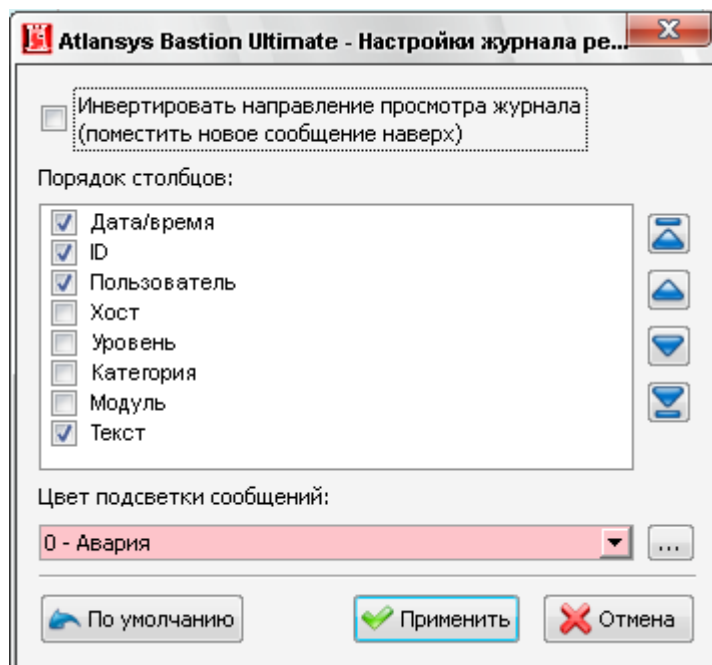 Atlansys Bastion Ultimate - Настройки журнала ре...
Инвертировать направление просмотра журнала
(поместить новое сообщение наверх)
Порядок столбцов:
Дата/время
ID
Пользователь
Хост
Уровень
Категория
Модуль
Текст
Цвет подсветки сообщений:
0 - Авария
...
По умолчанию
Применить
Отмена